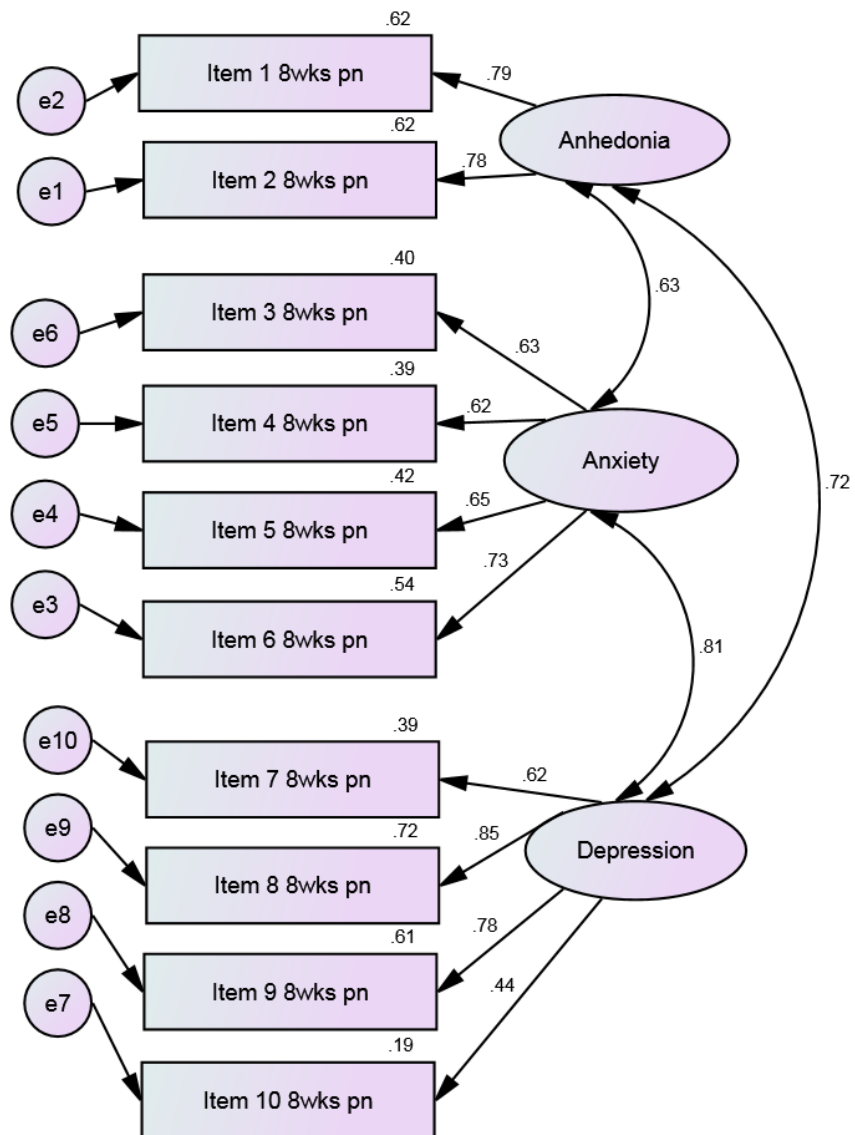 .62
e2
Item 1 8wks pn
.79
Anhedonia
.62
e1
Item 2 8wks pn
.78
.40
e6
Item 3 8wks pn
.63
.63
.39
e5
Item 4 8wks pn
.62
Anxiety
.42
e4
Item 5 8wks pn
.65
.72
.54
e3
Item 6 8wks pn
.73
.81
.39
e10
Item 7 8wks pn
.62
.72
e9
Item 8 8wks pn
.85
Depression
.61
e8
Item 9 8wks pn
.78
.19
e7
Item 10 8wks pn
.44